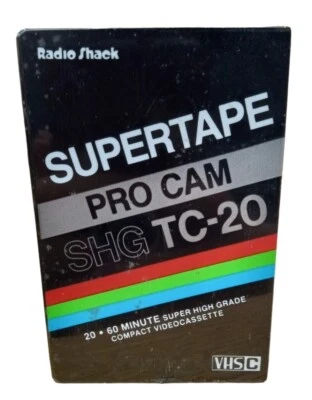 Radio Shack
SUPERTAPE
PRO CAM
SHG TC-20
20 • 60 MINUTE SUPER HIGH GRADE
COMPACT VIDEOCASSETTE
VHS C